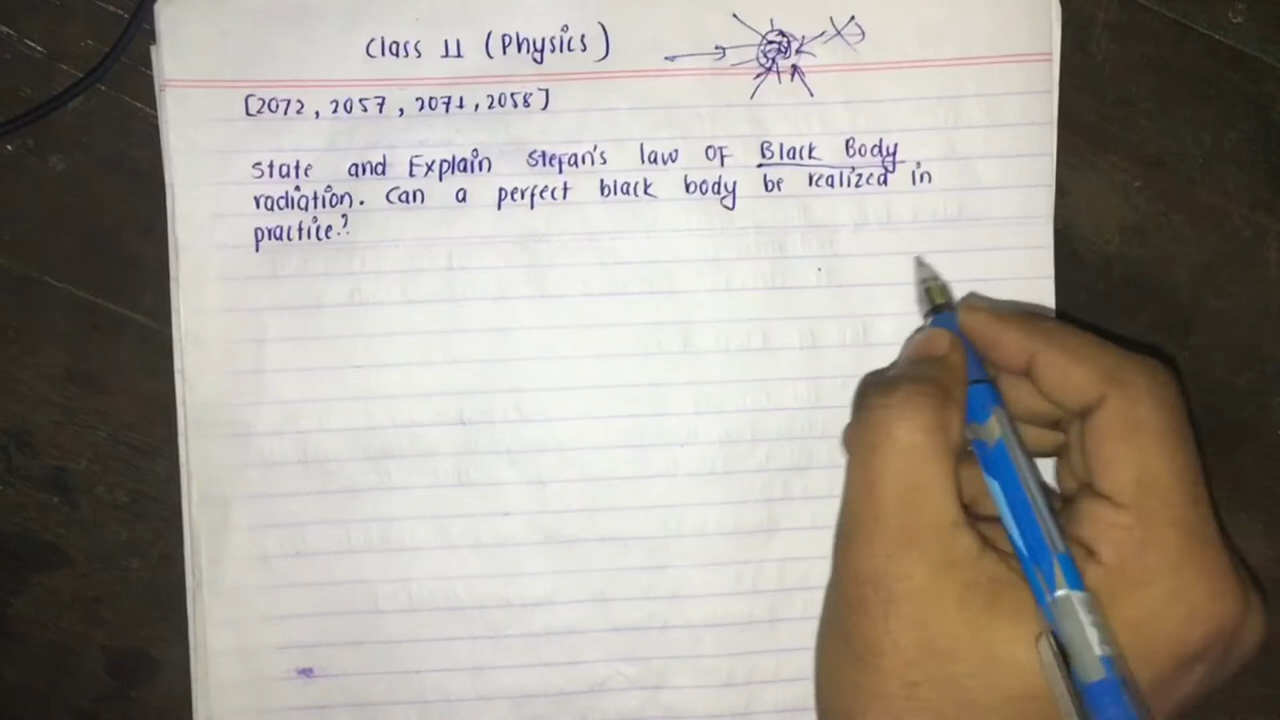 Class 11 (Physics)
[2072, 2057, 2071, 2058]
State and Explain Stefan's law OF Black Body
radiation. Can a perfect black body be realized in
practice.?